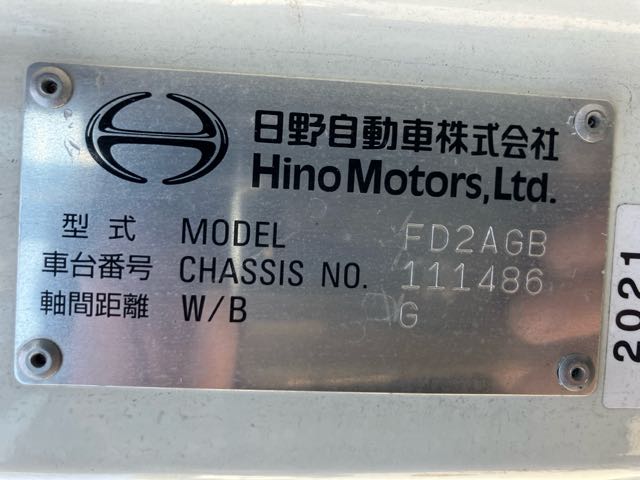 日野自動車株式会社
Hino Motors, Ltd.
型式 MODEL FD2AGB
車台番号 CHASSIS NO. 111486
軸間距離 W/B G
2021